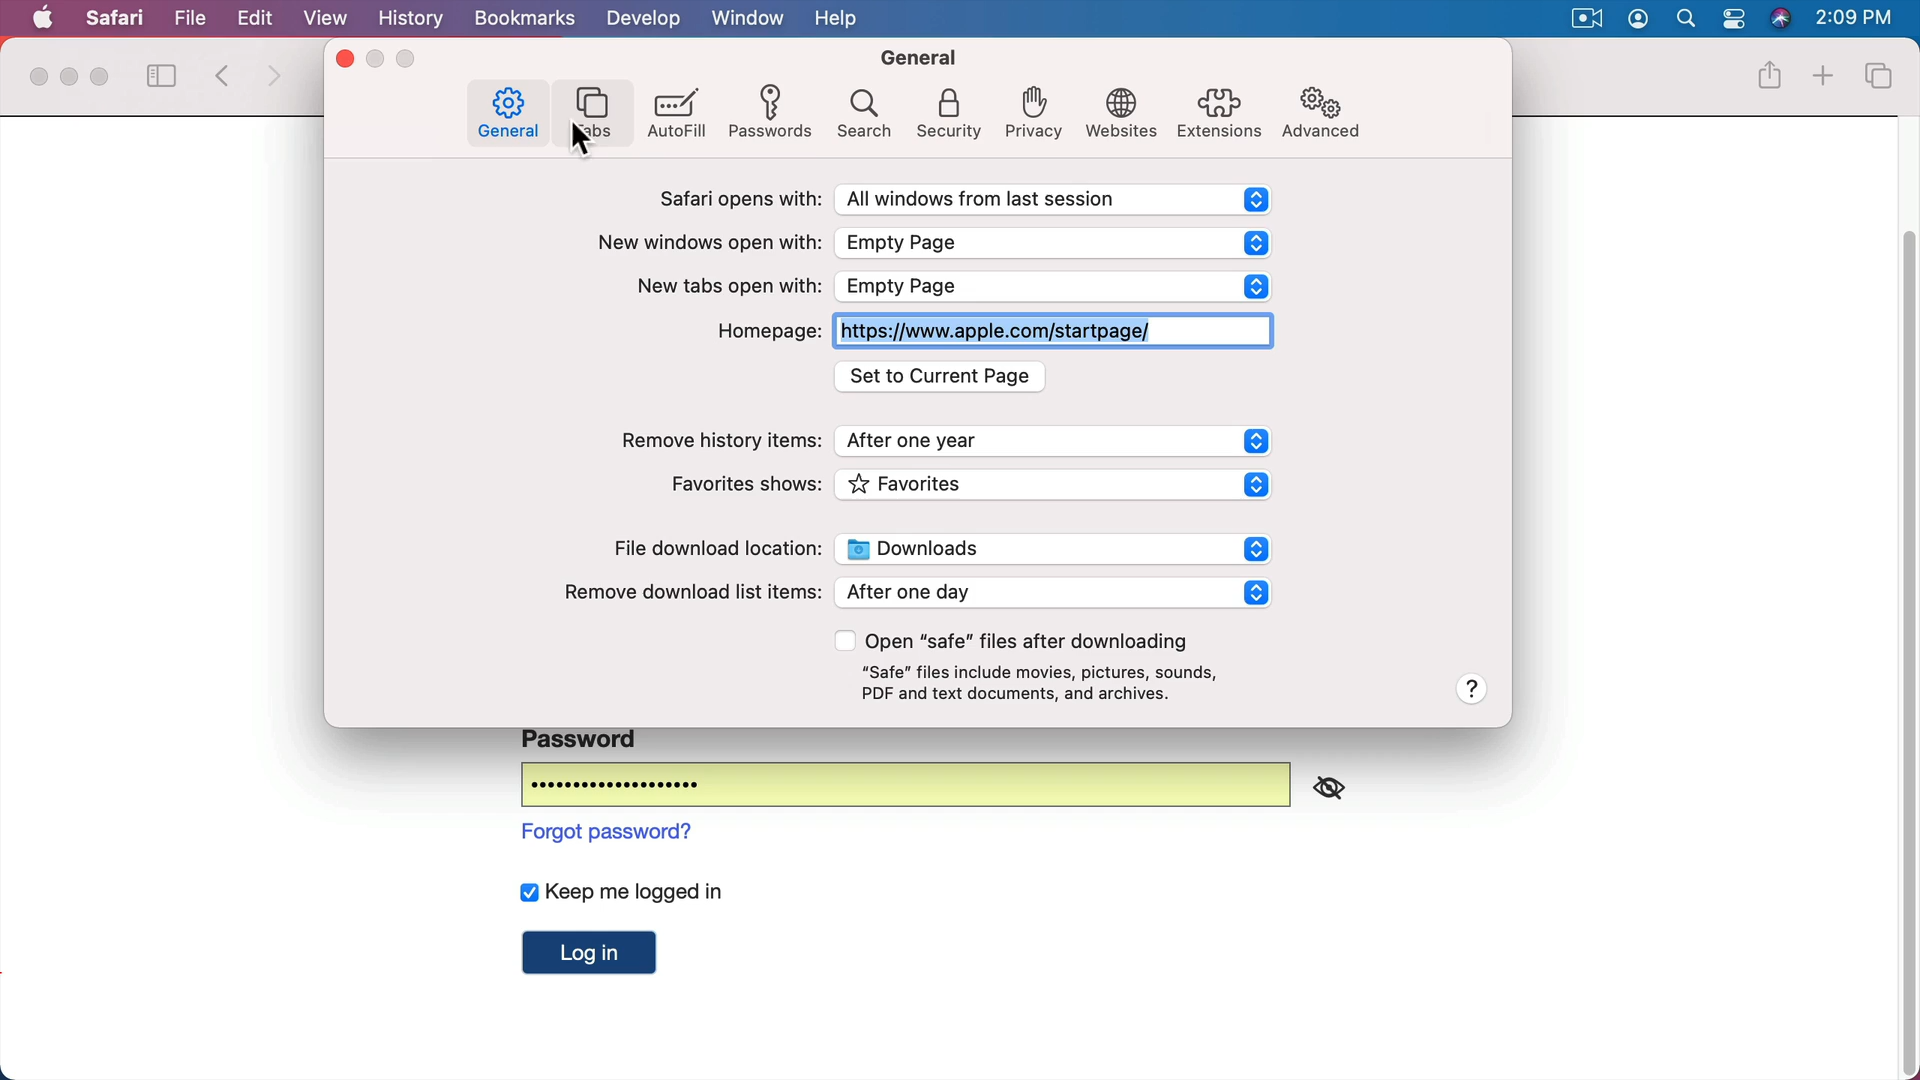 Safari File Edit View History Bookmarks Develop Window Help 2:09 PM
General
General Tabs AutoFill Passwords Search Security Privacy Websites Extensions Advanced
Safari opens with: All windows from last session
New windows open with: Empty Page
New tabs open with: Empty Page
Homepage: https://www.apple.com/startpage/
Set to Current Page
Remove history items: After one year
Favorites shows: Favorites
File download location: Downloads
Remove download list items: After one day
Open “safe” files after downloading
“Safe” files include movies, pictures, sounds,
PDF and text documents, and archives.
?
Password
••••••••••••••••••••
Forgot password?
Keep me logged in
Log in